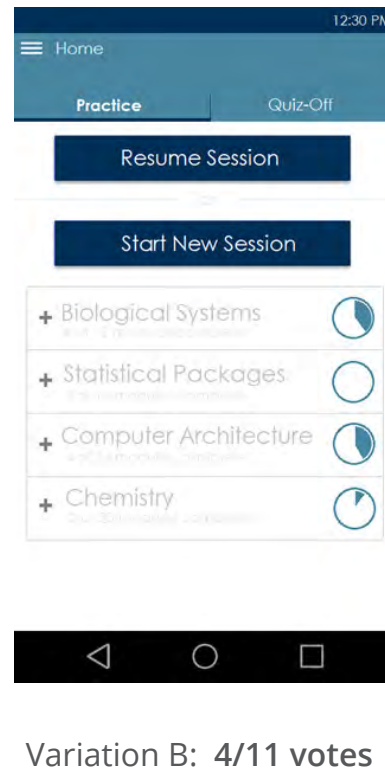 12:30 PM
Home
Practice Quiz-Off
Resume Session
Start New Session
+ Biological Systems
+ Statistical Packages
+ Computer Architecture
+ Chemistry
Variation B: 4/11 votes